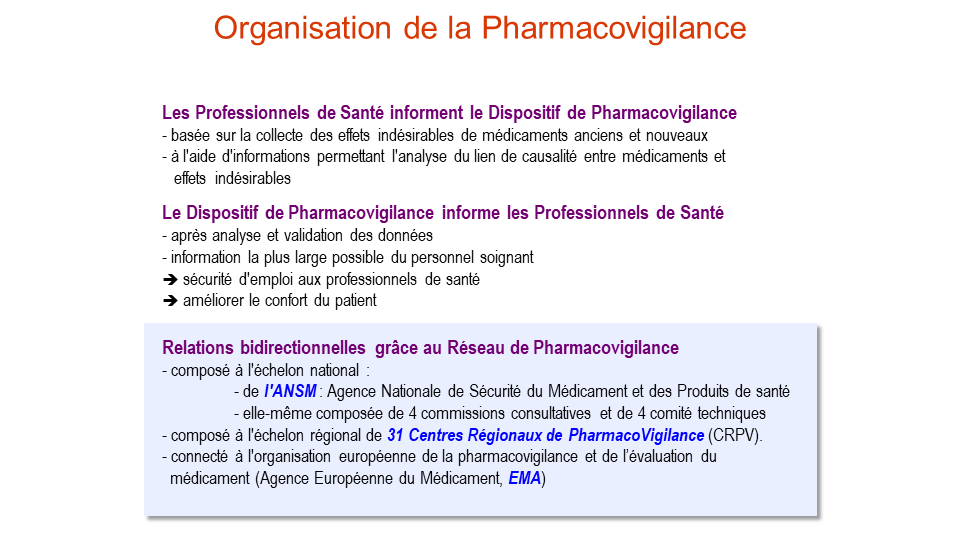 Organisation de la Pharmacovigilance
Les Professionnels de Santé informent le Dispositif de Pharmacovigilance
- basée sur la collecte des effets indésirables de médicaments anciens et nouveaux
- à l'aide d'informations permettant l'analyse du lien de causalité entre médicaments et
effets indésirables
Le Dispositif de Pharmacovigilance informe les Professionnels de Santé
- après analyse et validation des données
- information la plus large possible du personnel soignant
➔ sécurité d'emploi aux professionnels de santé
➔ améliorer le confort du patient
Relations bidirectionnelles grâce au Réseau de Pharmacovigilance
- composé à l'échelon national :
- de l'ANSM : Agence Nationale de Sécurité du Médicament et des Produits de santé
- elle-même composée de 4 commissions consultatives et de 4 comité techniques
- composé à l'échelon régional de 31 Centres Régionaux de PharmacoVigilance (CRPV).
- connecté à l'organisation européenne de la pharmacovigilance et de l’évaluation du
médicament (Agence Européenne du Médicament, EMA)